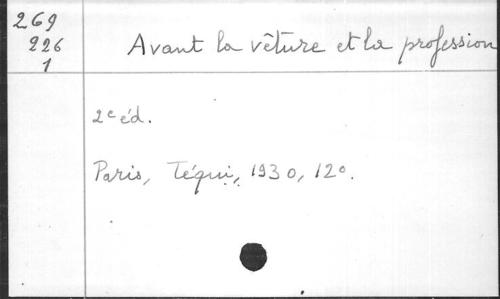 269
226
1
Avant la vêture et la profession
2e éd.
Paris, Téqui, 1930, 12°.